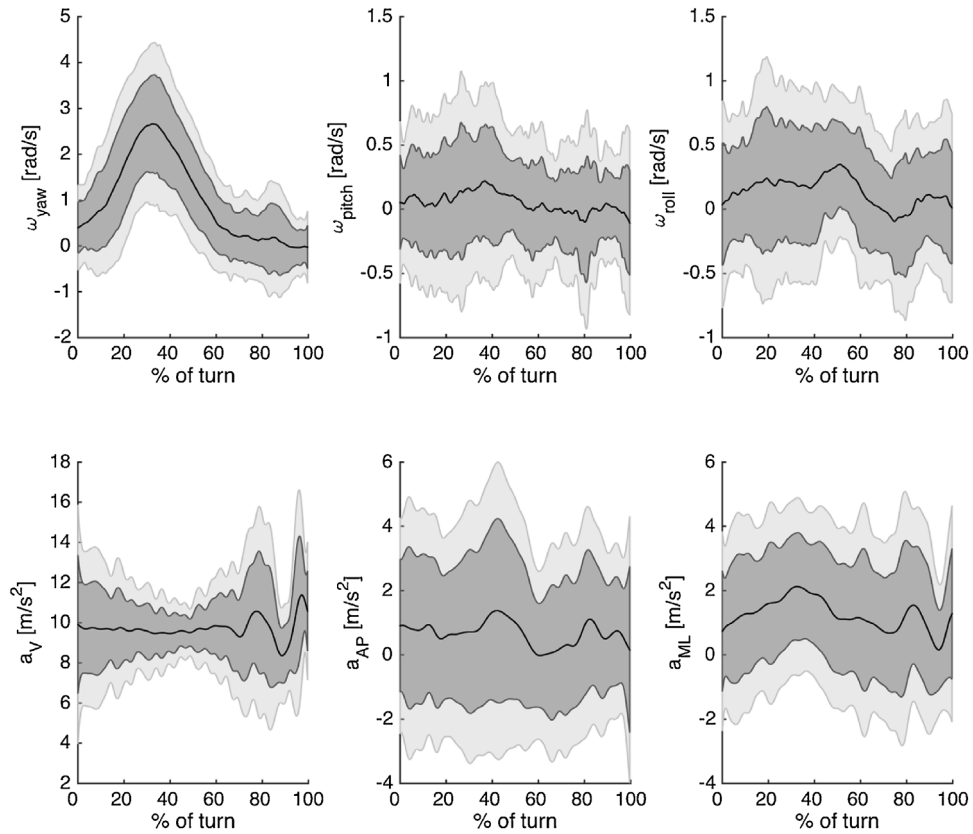 5
4
3
2
1
0
-1
-2
ω_yaw [rad/s]
0 20 40 60 80 100
% of turn
1.5
1
0.5
0
-0.5
-1
ω_pitch [rad/s]
0 20 40 60 80 100
% of turn
1.5
1
0.5
0
-0.5
-1
ω_roll [rad/s]
0 20 40 60 80 100
% of turn
18
16
14
12
10
8
6
4
2
a_V [m/s²]
0 20 40 60 80 100
% of turn
6
4
2
0
-2
-4
a_AP [m/s²]
0 20 40 60 80 100
% of turn
6
4
2
0
-2
-4
a_ML [m/s²]
0 20 40 60 80 100
% of turn